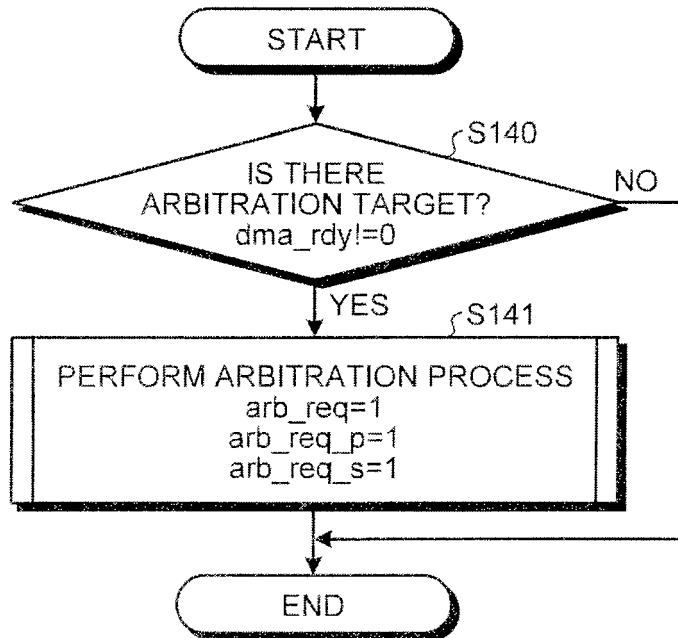 START
S140
IS THERE
ARBITRATION TARGET?
dma_rdy!=0
NO
YES
S141
PERFORM ARBITRATION PROCESS
arb_req=1
arb_req_p=1
arb_req_s=1
END